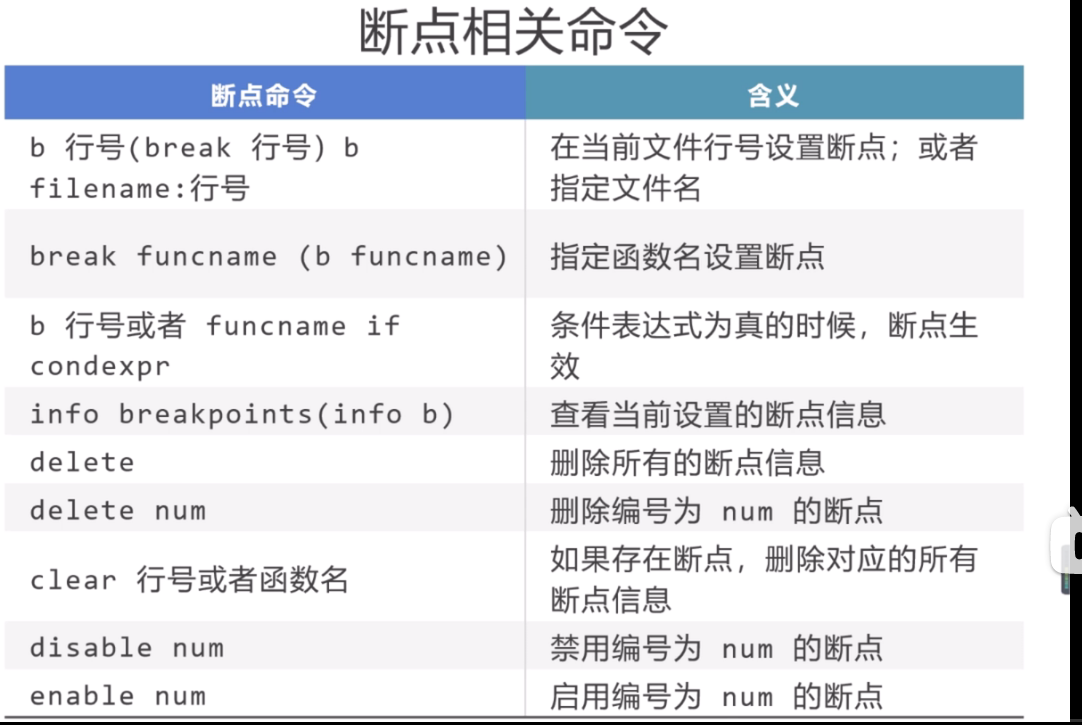 断点相关命令
断点命令 含义
b 行号(break 行号) b
filename:行号
在当前文件行号设置断点；或者
指定文件名
break funcname (b funcname)
指定函数名设置断点
b 行号或者 funcname if
condexpr
条件表达式为真的时候，断点生
效
info breakpoints(info b)
查看当前设置的断点信息
delete
删除所有的断点信息
delete num
删除编号为 num 的断点
clear 行号或者函数名
如果存在断点，删除对应的所有
断点信息
disable num
禁用编号为 num 的断点
enable num
启用编号为 num 的断点